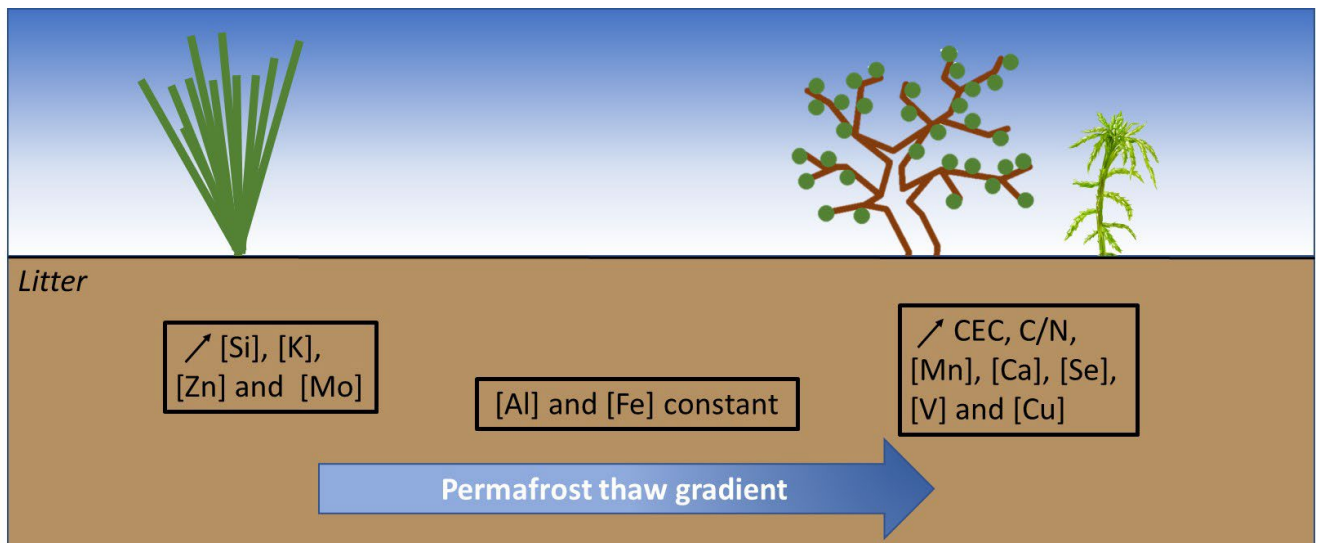 Litter
↗ [Si], [K],
[Zn] and [Mo]
[Al] and [Fe] constant
↗ CEC, C/N,
[Mn], [Ca], [Se],
[V] and [Cu]
Permafrost thaw gradient